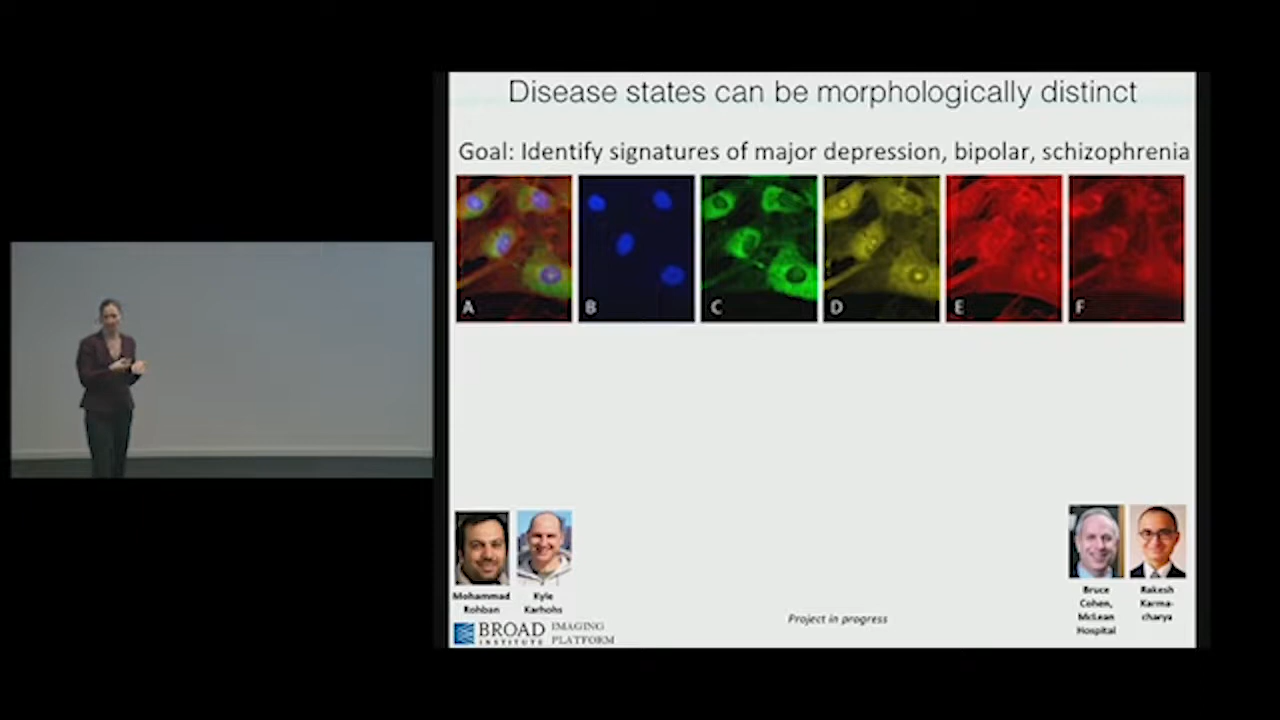 Disease states can be morphologically distinct
Goal: Identify signatures of major depression, bipolar, schizophrenia
A
B
C
D
E
F
Mohammad
Rohban
Kyle
Karhohs
Bruce
Cohen,
McLean
Hospital
Rakesh
Karma-
charya
Project in progress
BROAD
INSTITUTE
IMAGING
PLATFORM